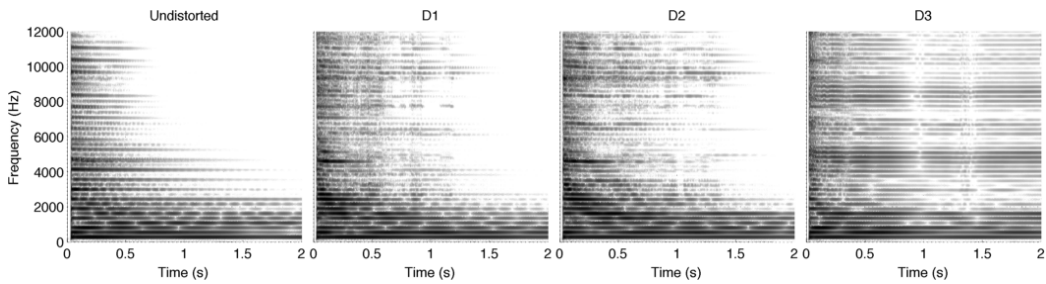 Undistorted D1 D2 D3
Frequency (Hz)
12000
10000
8000
6000
4000
2000
0
0 0.5 1 1.5 2 0 0.5 1 1.5 2 0 0.5 1 1.5 2 0 0.5 1 1.5 2
Time (s) Time (s) Time (s) Time (s)